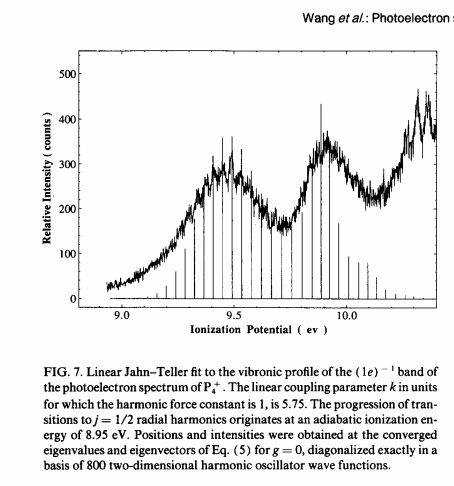 Wang et al.: Photoelectron
500
400
300
200
100
0
Relative Intensity ( counts )
9.0 9.5 10.0
Ionization Potential ( ev )
FIG. 7. Linear Jahn–Teller fit to the vibronic profile of the (1e)⁻¹ band of
the photoelectron spectrum of P₄⁺. The linear coupling parameter k in units
for which the harmonic force constant is 1, is 5.75. The progression of tran-
sitions to j = 1/2 radial harmonics originates at an adiabatic ionization en-
ergy of 8.95 eV. Positions and intensities were obtained at the converged
eigenvalues and eigenvectors of Eq. (5) for g = 0, diagonalized exactly in a
basis of 800 two-dimensional harmonic oscillator wave functions.